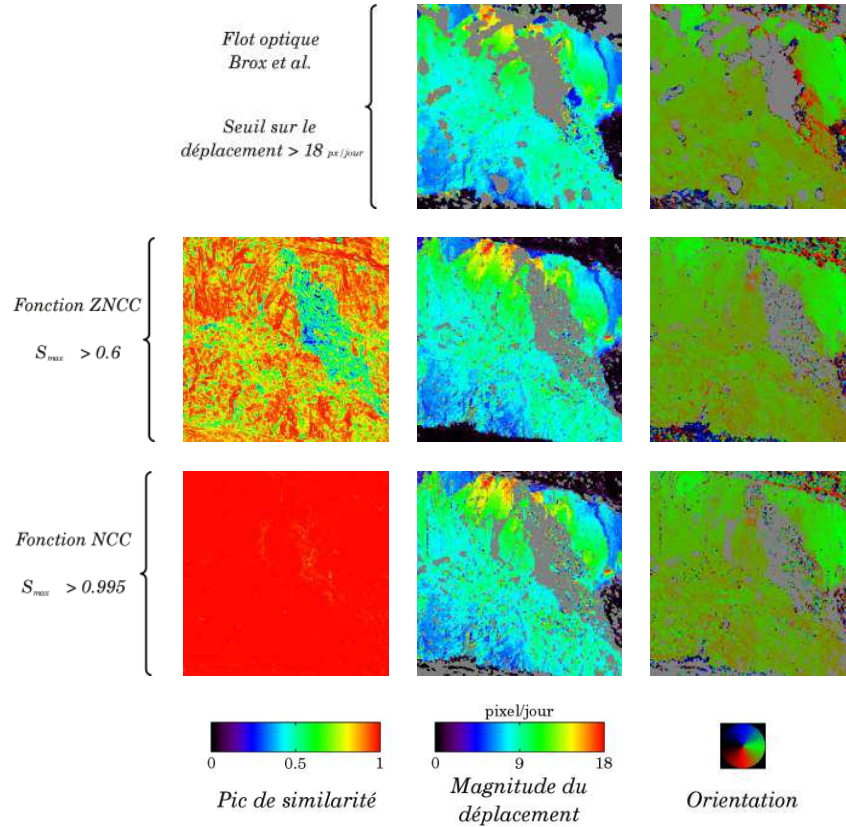 Flot optique
Brox et al.
Seuil sur le
déplacement > 18 px/jour
Fonction ZNCC
Smax > 0.6
Fonction NCC
Smax > 0.995
pixel/jour
0 0.5 1
0 9 18
Pic de similarité
Magnitude du
déplacement
Orientation